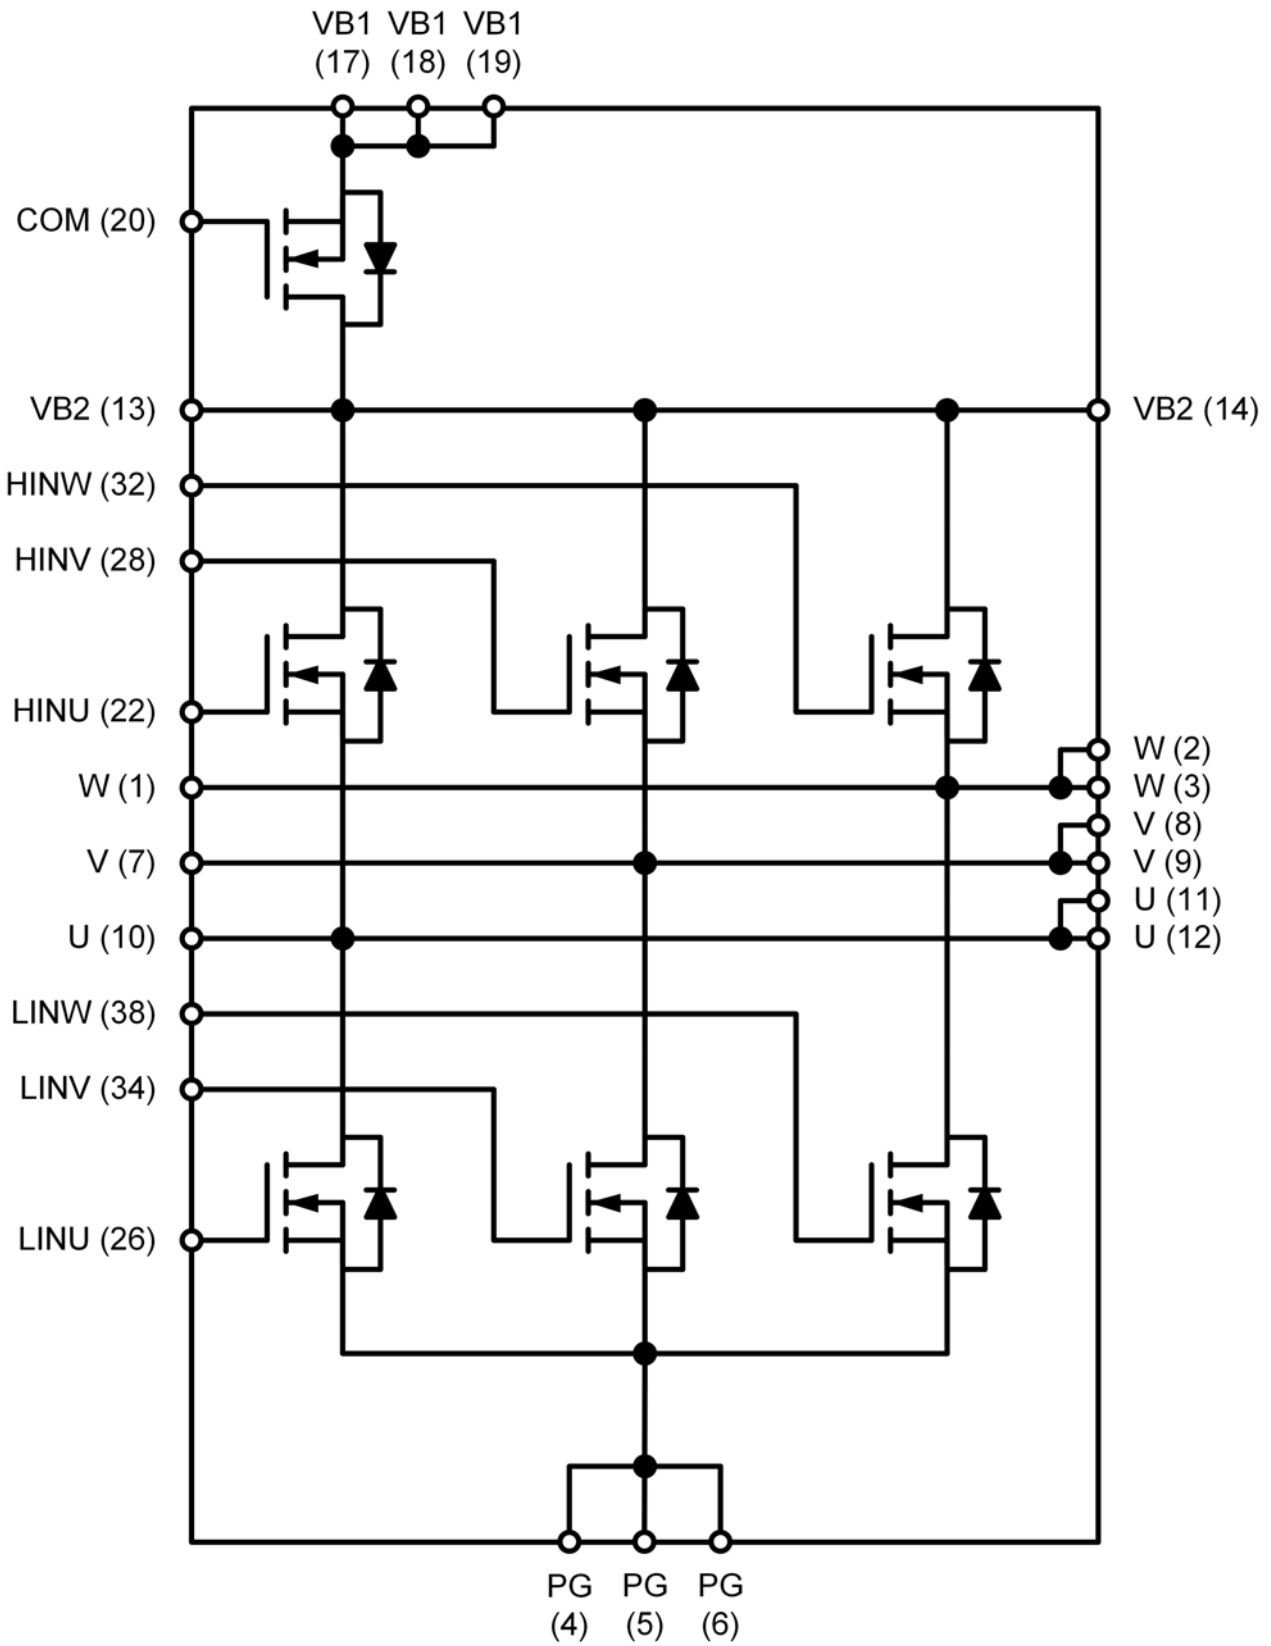 VB1 VB1 VB1
(17) (18) (19)
COM (20)
VB2 (13)
VB2 (14)
HINW (32)
HINV (28)
HINU (22)
W (2)
W (1)
W (3)
V (8)
V (7)
V (9)
U (11)
U (10)
U (12)
LINW (38)
LINV (34)
LINU (26)
PG PG PG
(4) (5) (6)